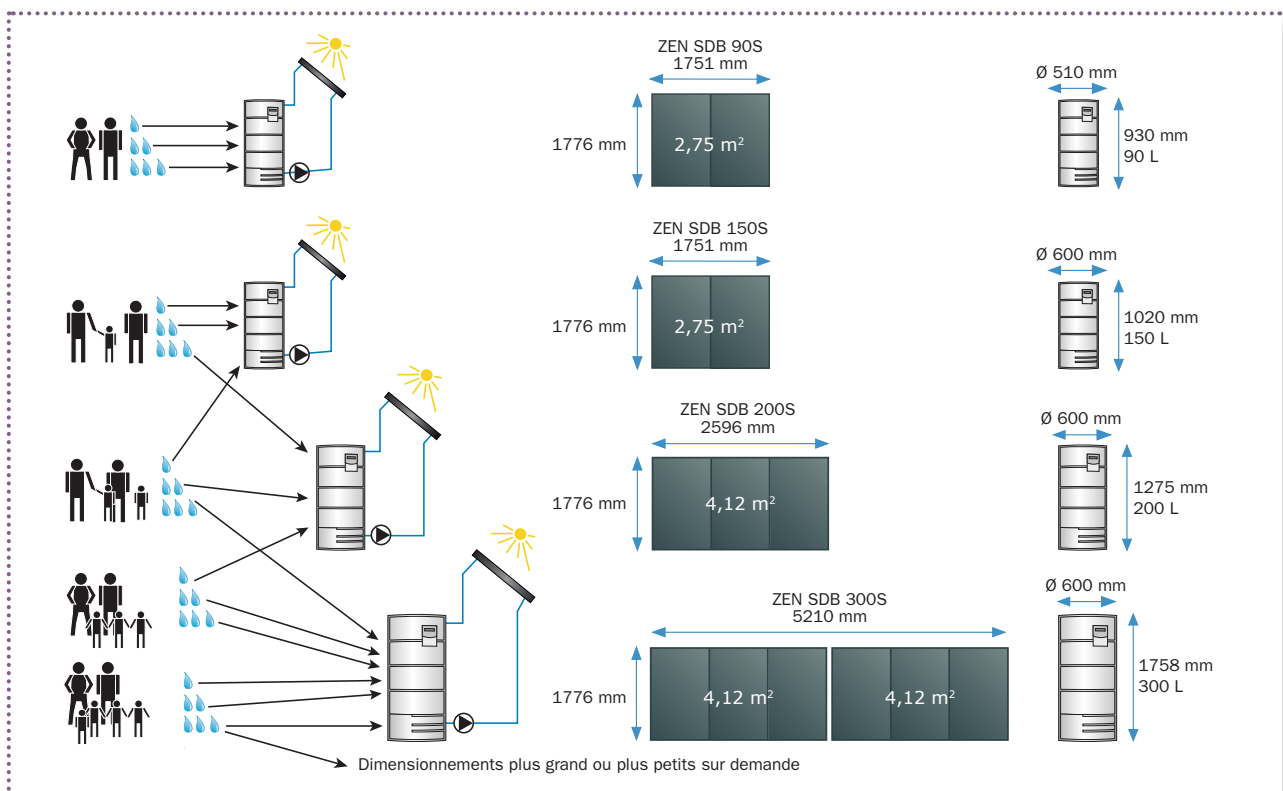 ZEN SDB 90S
1751 mm
1776 mm
2,75 m²
Ø 510 mm
930 mm
90 L
ZEN SDB 150S
1751 mm
1776 mm
2,75 m²
Ø 600 mm
1020 mm
150 L
ZEN SDB 200S
2596 mm
1776 mm
4,12 m²
Ø 600 mm
1275 mm
200 L
ZEN SDB 300S
5210 mm
1776 mm
4,12 m²
4,12 m²
Ø 600 mm
1758 mm
300 L
Dimensionnements plus grand ou plus petits sur demande